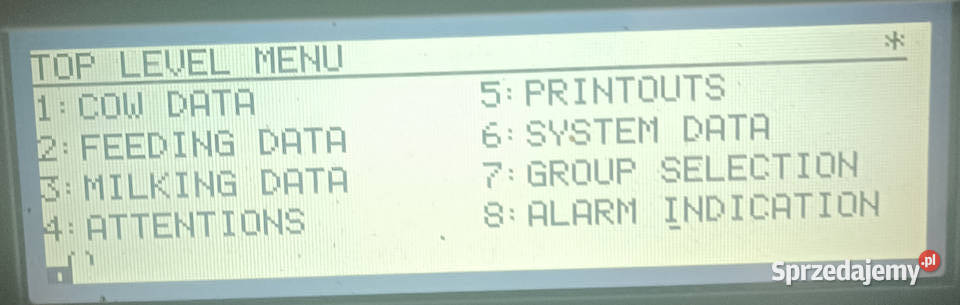 TOP LEVEL MENU *
1: COW DATA
2: FEEDING DATA
3: MILKING DATA
4: ATTENTIONS
5: PRINTOUTS
6: SYSTEM DATA
7: GROUP SELECTION
8: ALARM INDICATION
Sprzedajemy.pl